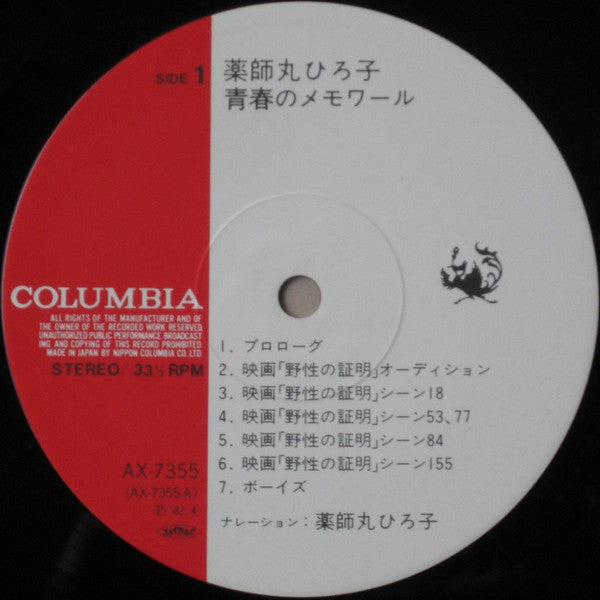 SIDE 1
薬師丸ひろ子
青春のメモワール
COLUMBIA
ALL RIGHTS OF THE MANUFACTURER AND OF
THE OWNER OF THE RECORDED WORK RESERVED.
UNAUTHORIZED PUBLIC PERFORMANCE, BROADCAST
ING AND COPYING OF THIS RECORD PROHIBITED.
MADE IN JAPAN BY NIPPON COLUMBIA CO. LTD.
STEREO 33⅓ RPM
1. プロローグ
2. 映画「野性の証明」オーディション
3. 映画「野性の証明」シーン18
4. 映画「野性の証明」シーン53、77
5. 映画「野性の証明」シーン84
6. 映画「野性の証明」シーン155
7. ボーイズ
AX-7355
(AX-7355-A)
Ⓟ '82. 4
JASRAC
ナレーション：薬師丸ひろ子